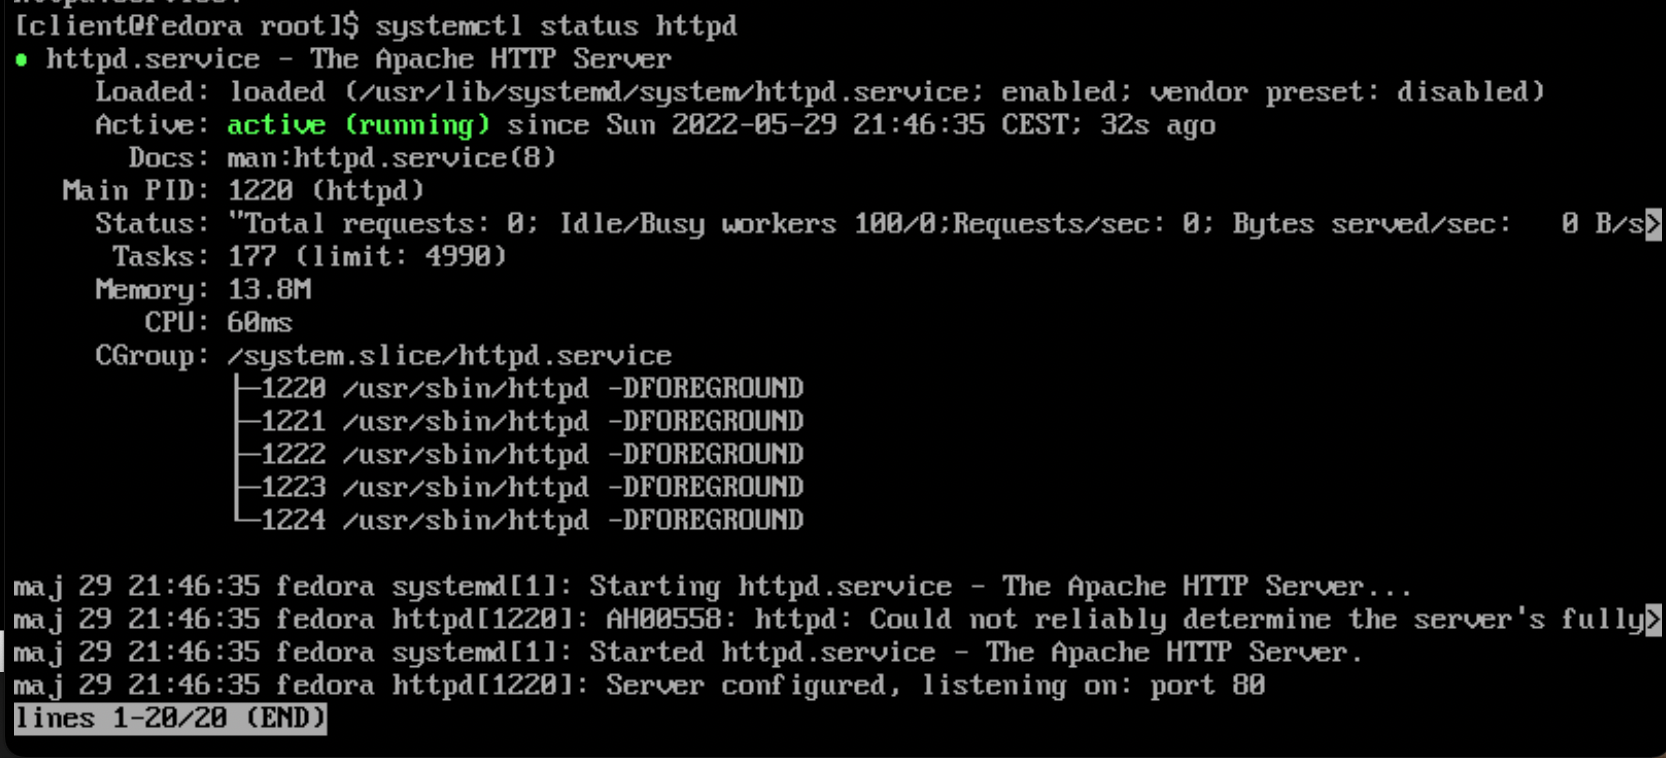 [client@fedora root]$ systemctl status httpd
● httpd.service - The Apache HTTP Server
Loaded: loaded (/usr/lib/systemd/system/httpd.service; enabled; vendor preset: disabled)
Active: active (running) since Sun 2022-05-29 21:46:35 CEST; 32s ago
Docs: man:httpd.service(8)
Main PID: 1220 (httpd)
Status: "Total requests: 0; Idle/Busy workers 100/0;Requests/sec: 0; Bytes served/sec:   0 B/s>
Tasks: 177 (limit: 4990)
Memory: 13.8M
CPU: 60ms
CGroup: /system.slice/httpd.service
├─1220 /usr/sbin/httpd -DFOREGROUND
├─1221 /usr/sbin/httpd -DFOREGROUND
├─1222 /usr/sbin/httpd -DFOREGROUND
├─1223 /usr/sbin/httpd -DFOREGROUND
└─1224 /usr/sbin/httpd -DFOREGROUND
maj 29 21:46:35 fedora systemd[1]: Starting httpd.service - The Apache HTTP Server...
maj 29 21:46:35 fedora httpd[1220]: AH00558: httpd: Could not reliably determine the server's fully>
maj 29 21:46:35 fedora systemd[1]: Started httpd.service - The Apache HTTP Server.
maj 29 21:46:35 fedora httpd[1220]: Server configured, listening on: port 80
lines 1-20/20 (END)